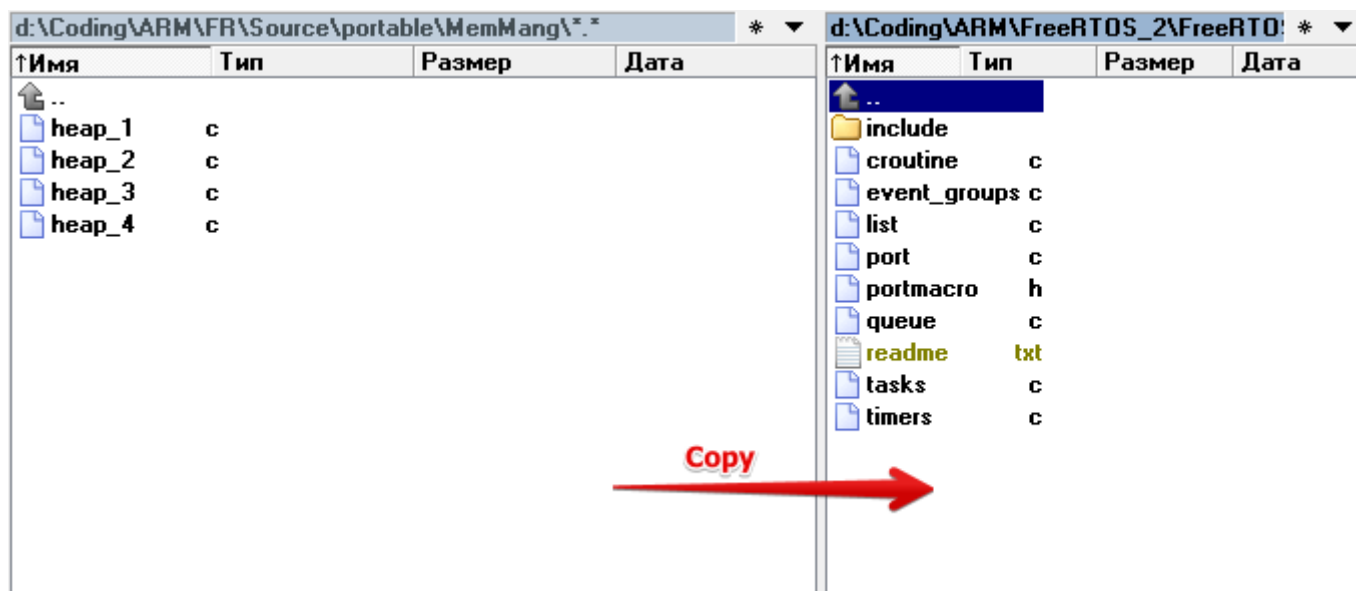 d:\Coding\ARM\FR\Source\portable\MemMang\*.* * ▼
↑Имя Тип Размер Дата
..
heap_1 c
heap_2 c
heap_3 c
heap_4 c
d:\Coding\ARM\FreeRTOS_2\FreeRTO * ▼
↑Имя Тип Размер Дата
..
include
croutine c
event_groups c
list c
port c
portmacro h
queue c
readme txt
tasks c
timers c
Copy